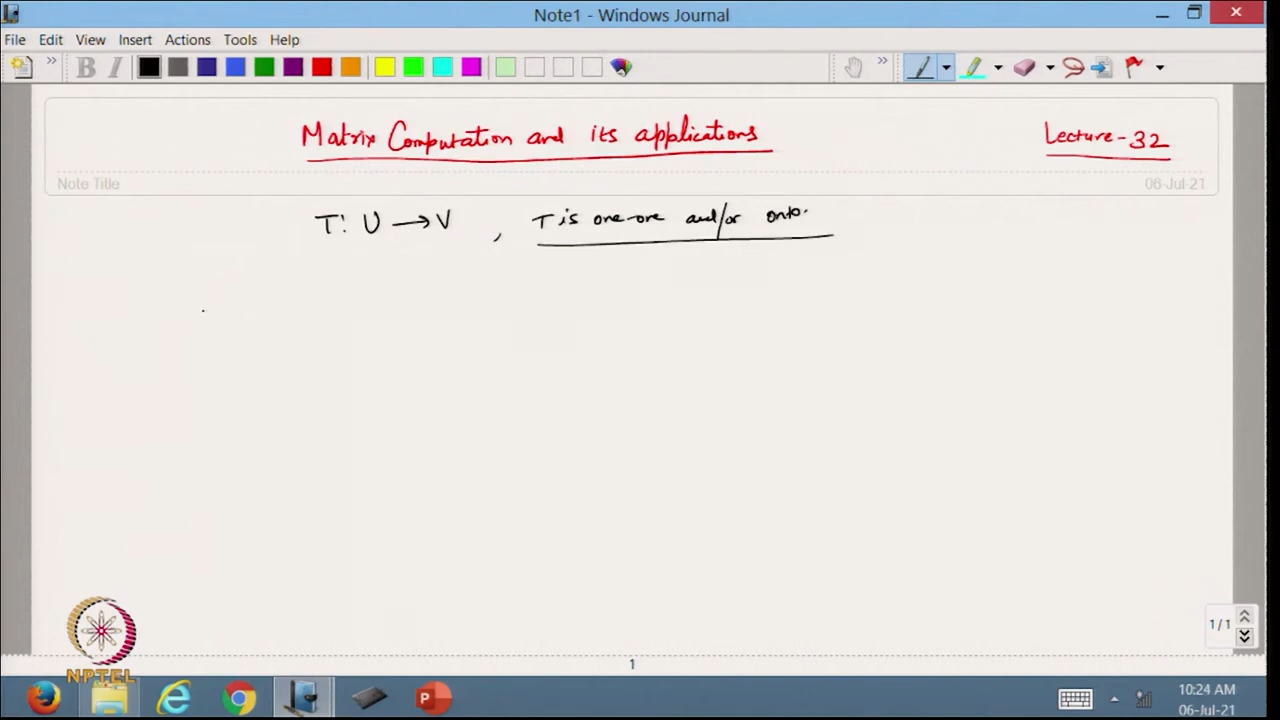 Note1 - Windows Journal
File Edit View Insert Actions Tools Help
B I
Matrix Computation and its applications
Lecture-32
Note Title
06-Jul-21
T: U → V , T is one-one and/or onto.
1 / 1
NPTEL
1
10:24 AM
06-Jul-21